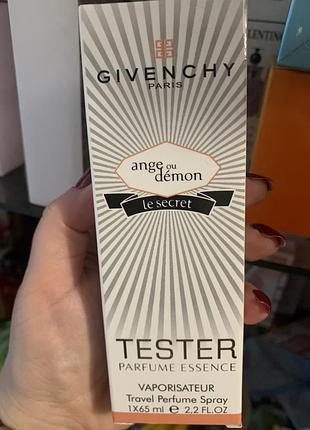 GIVENCHY
PARIS
ange ou
démon
le secret
TESTER
PARFUME ESSENCE
VAPORISATEUR
Travel Perfume Spray
1X65 ml e 2,2 FL.OZ